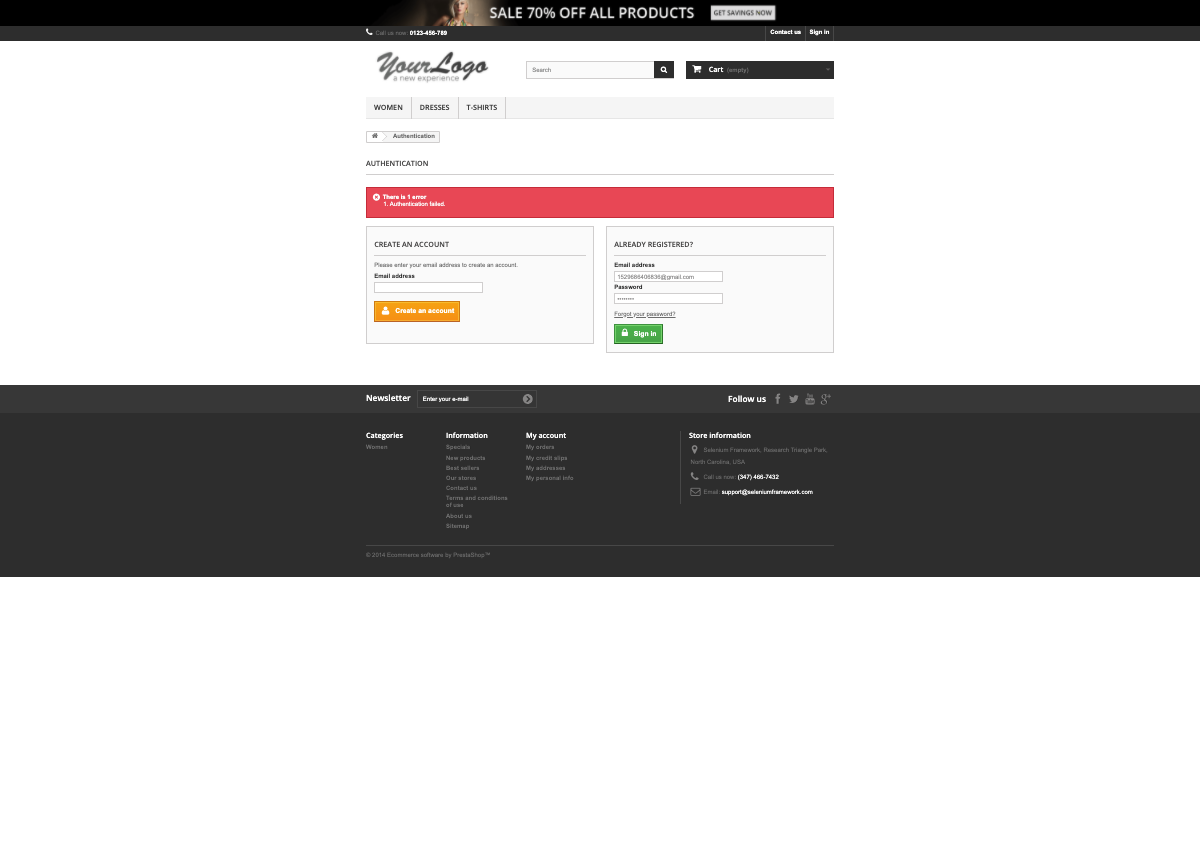 SALE 70% OFF ALL PRODUCTS GET SAVINGS NOW
Call us now: 0123-456-789 Contact us Sign in
YourLogo
a new experience
Search
Cart (empty)
WOMEN DRESSES T-SHIRTS
Authentication
AUTHENTICATION
There is 1 error
1. Authentication failed.
CREATE AN ACCOUNT
Please enter your email address to create an account.
Email address
Create an account
ALREADY REGISTERED?
Email address
1529686406836@gmail.com
Password
••••••••
Forgot your password?
Sign in
Newsletter Enter your e-mail
Follow us
Categories
Women
Information
Specials
New products
Best sellers
Our stores
Contact us
Terms and conditions
of use
About us
Sitemap
My account
My orders
My credit slips
My addresses
My personal info
Store information
Selenium Framework, Research Triangle Park,
North Carolina, USA
Call us now: (347) 466-7432
Email: support@seleniumframework.com
© 2014 Ecommerce software by PrestaShop™